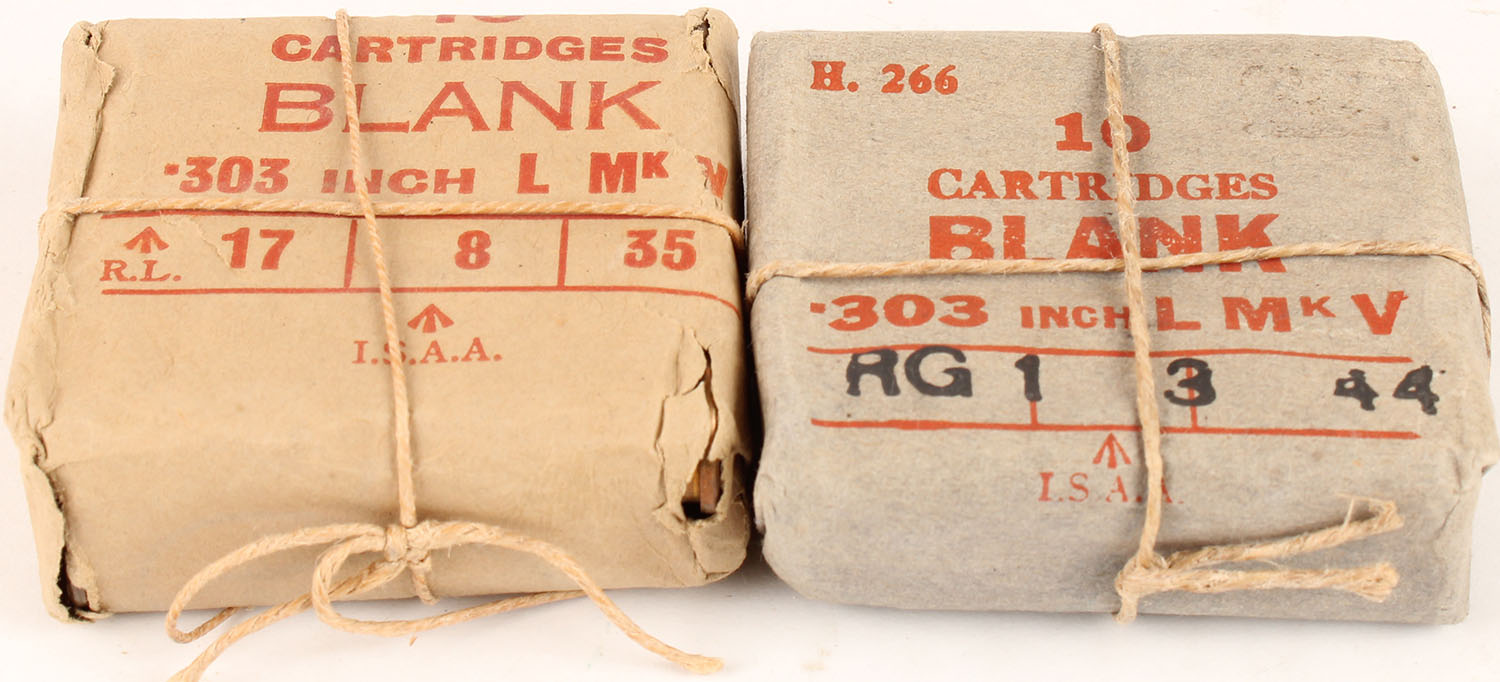 10
CARTRIDGES
BLANK
·303 INCH L MK
R.L. 17 8 35
I.S.A.A.
H. 266
10
CARTRIDGES
BLANK
·303 INCH L MK V
RG 1 3 44
I.S.A.A.